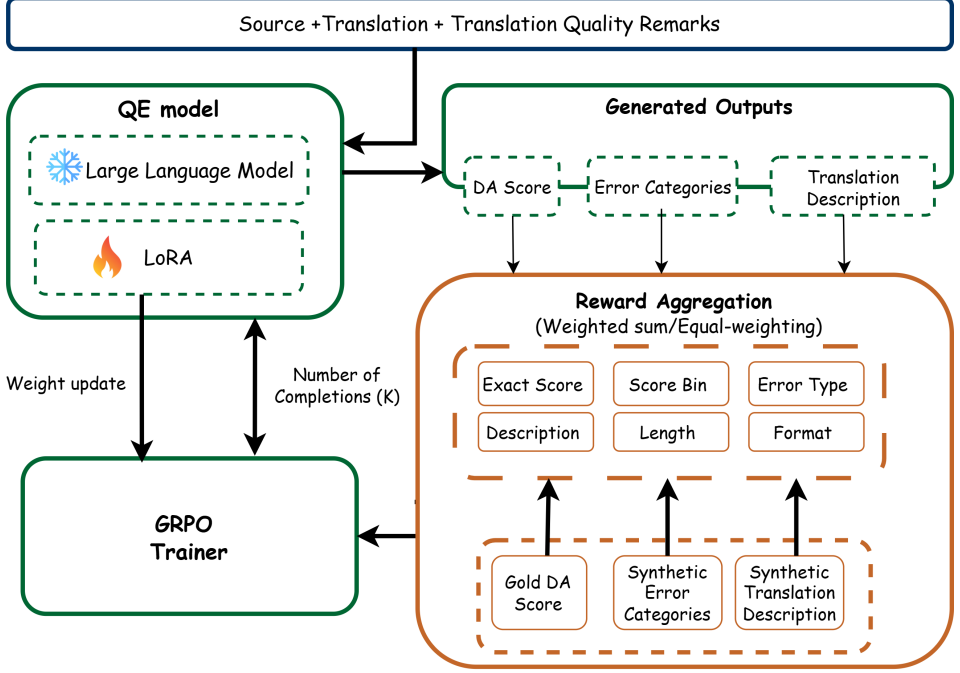 Source +Translation + Translation Quality Remarks
QE model
Large Language Model
LoRA
Generated Outputs
DA Score
Error Categories
Translation
Description
Reward Aggregation
(Weighted sum/Equal-weighting)
Exact Score
Score Bin
Error Type
Description
Length
Format
Weight update
Number of
Completions (K)
GRPO
Trainer
Gold DA
Score
Synthetic
Error
Categories
Synthetic
Translation
Description